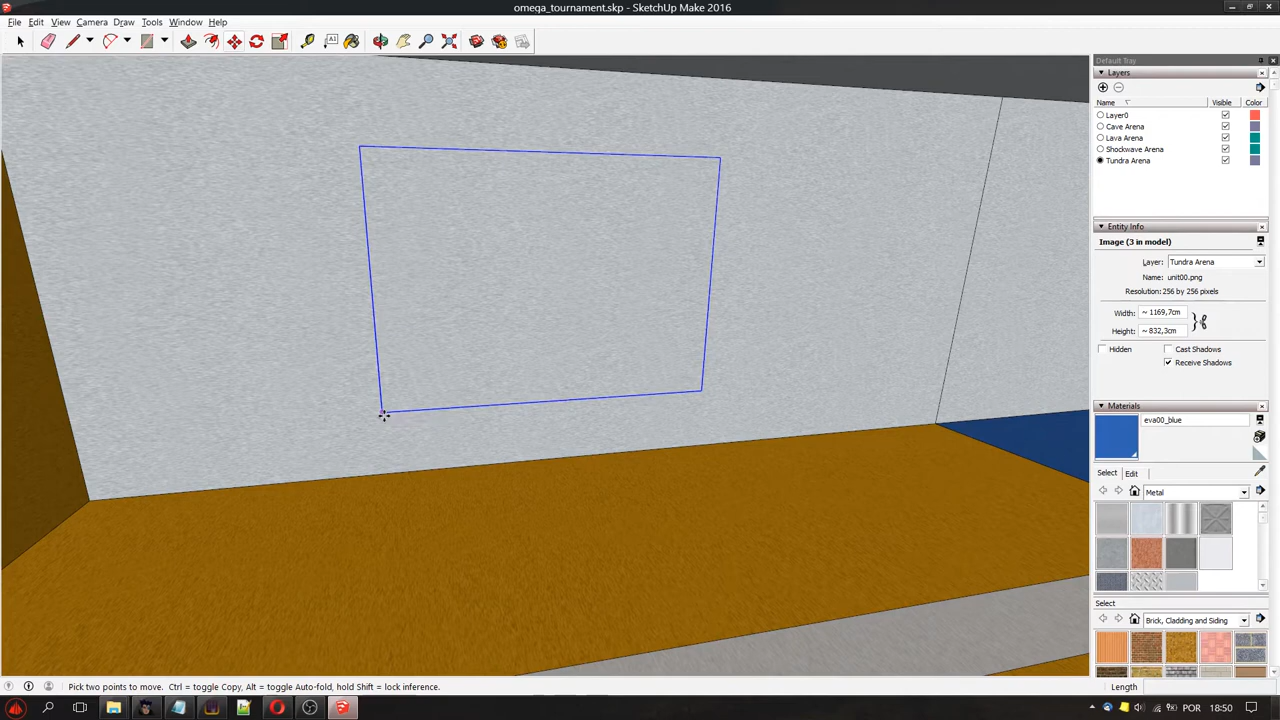 omega_tournament.skp - SketchUp Make 2016
File Edit View Camera Draw Tools Window Help
A1
Default Tray
Layers
Name Visible Color
Layer0
Cave Arena
Lava Arena
Shockwave Arena
Tundra Arena
Entity Info
Image (3 in model)
Layer: Tundra Arena
Name: unit00.png
Resolution: 256 by 256 pixels
Width: ~ 1169,7cm
Height: ~ 832,3cm
Hidden Cast Shadows
Receive Shadows
Materials
eva00_blue
Select Edit
Metal
Select
Brick, Cladding and Siding
Pick two points to move. Ctrl = toggle Copy, Alt = toggle Auto-fold, hold Shift = lock inference.
Length
POR 18:50